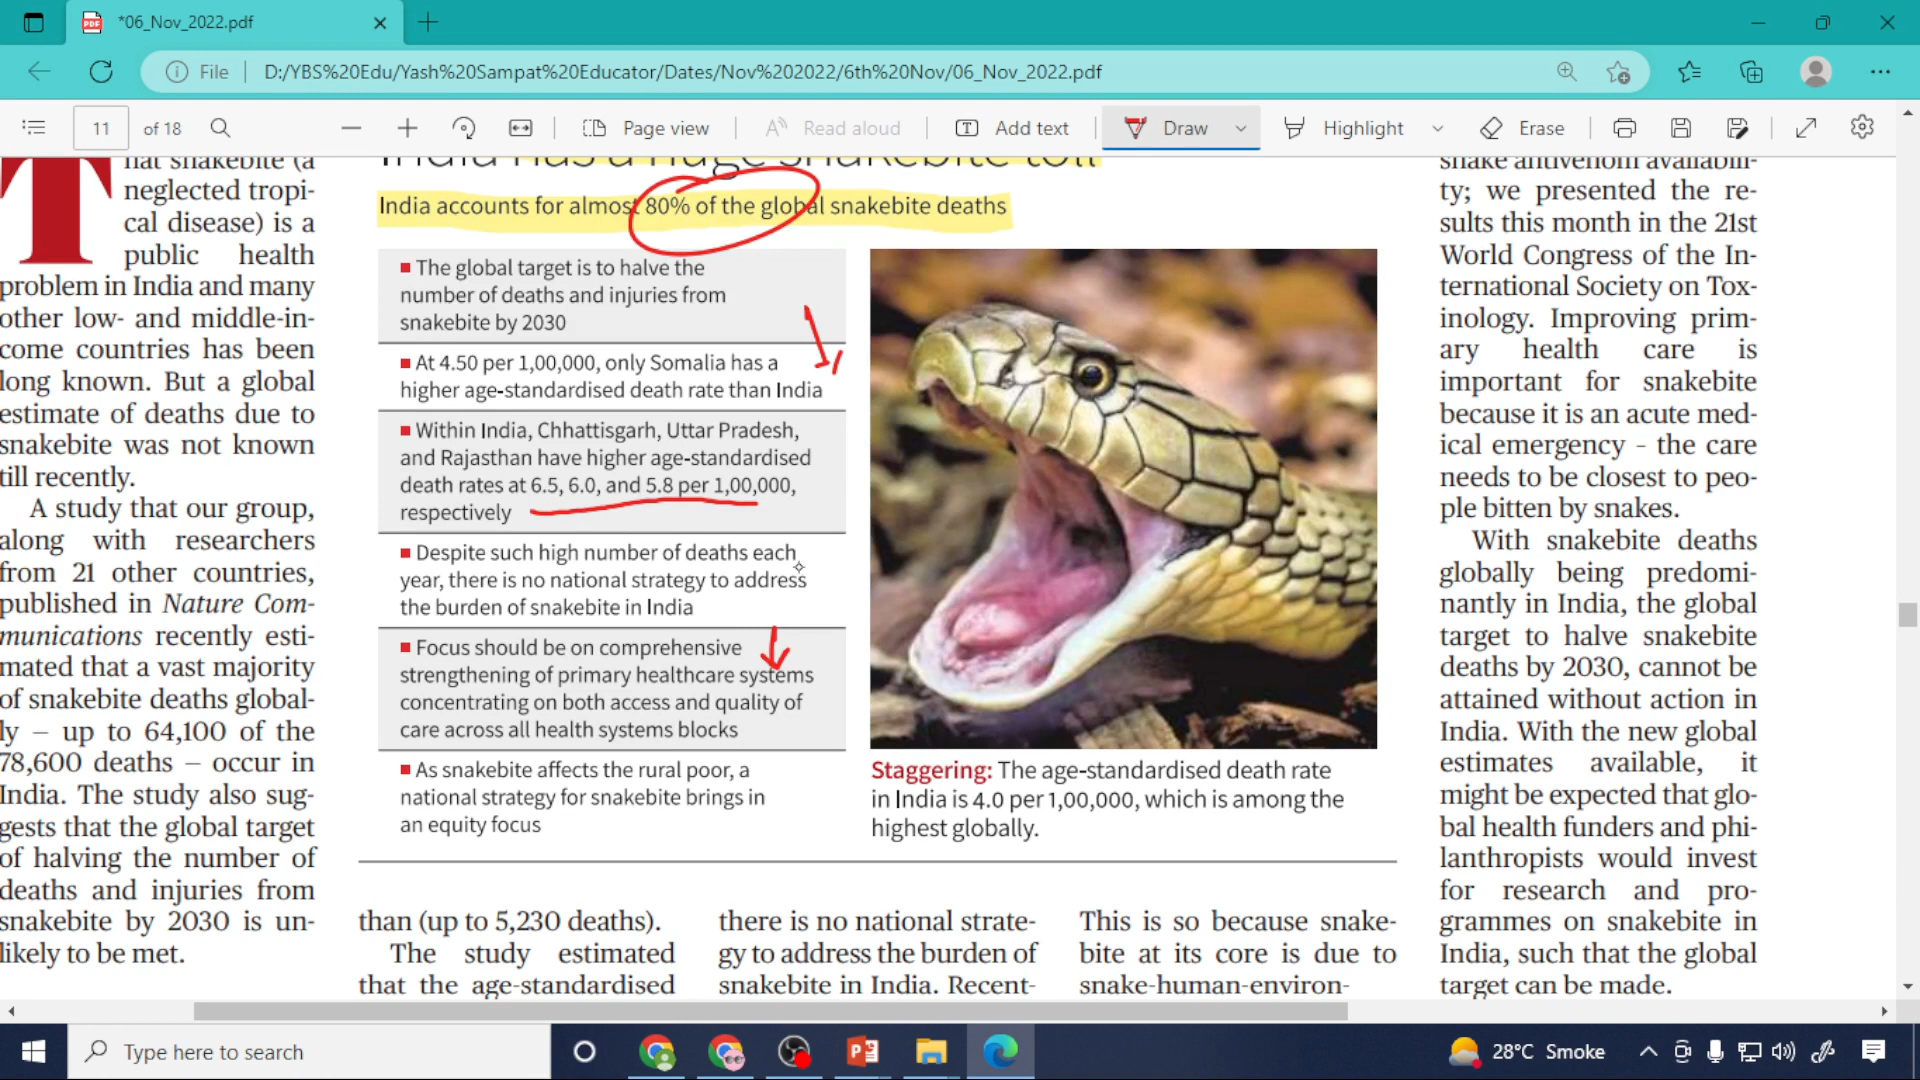 *06_Nov_2022.pdf
File
D:/YBS%20Edu/Yash%20Sampat%20Educator/Dates/Nov%202022/6th%20Nov/06_Nov_2022.pdf
11
of 18
Page view
Read aloud
Add text
Draw
Highlight
Erase
T
hat snakebite (a
neglected tropi-
cal disease) is a
public health
problem in India and many
other low- and middle-in-
come countries has been
long known. But a global
estimate of deaths due to
snakebite was not known
till recently.
A study that our group,
along with researchers
from 21 other countries,
published in Nature Com-
munications recently esti-
mated that a vast majority
of snakebite deaths global-
ly – up to 64,100 of the
78,600 deaths – occur in
India. The study also sug-
gests that the global target
of halving the number of
deaths and injuries from
snakebite by 2030 is un-
likely to be met.
India has a huge snakebite toll
India accounts for almost 80% of the global snakebite deaths
The global target is to halve the
number of deaths and injuries from
snakebite by 2030
At 4.50 per 1,00,000, only Somalia has a
higher age-standardised death rate than India
Within India, Chhattisgarh, Uttar Pradesh,
and Rajasthan have higher age-standardised
death rates at 6.5, 6.0, and 5.8 per 1,00,000,
respectively
Despite such high number of deaths each
year, there is no national strategy to address
the burden of snakebite in India
Focus should be on comprehensive
strengthening of primary healthcare systems
concentrating on both access and quality of
care across all health systems blocks
As snakebite affects the rural poor, a
national strategy for snakebite brings in
an equity focus
Staggering: The age-standardised death rate
in India is 4.0 per 1,00,000, which is among the
highest globally.
than (up to 5,230 deaths).
The study estimated
that the age-standardised
there is no national strate-
gy to address the burden of
snakebite in India. Recent-
This is so because snake-
bite at its core is due to
snake-human-environ-
snake antivenom availabili-
ty; we presented the re-
sults this month in the 21st
World Congress of the In-
ternational Society on Tox-
inology. Improving prim-
ary health care is
important for snakebite
because it is an acute med-
ical emergency - the care
needs to be closest to peo-
ple bitten by snakes.
With snakebite deaths
globally being predomi-
nantly in India, the global
target to halve snakebite
deaths by 2030, cannot be
attained without action in
India. With the new global
estimates available, it
might be expected that glo-
bal health funders and phi-
lanthropists would invest
for research and pro-
grammes on snakebite in
India, such that the global
target can be made.
Type here to search
28°C Smoke